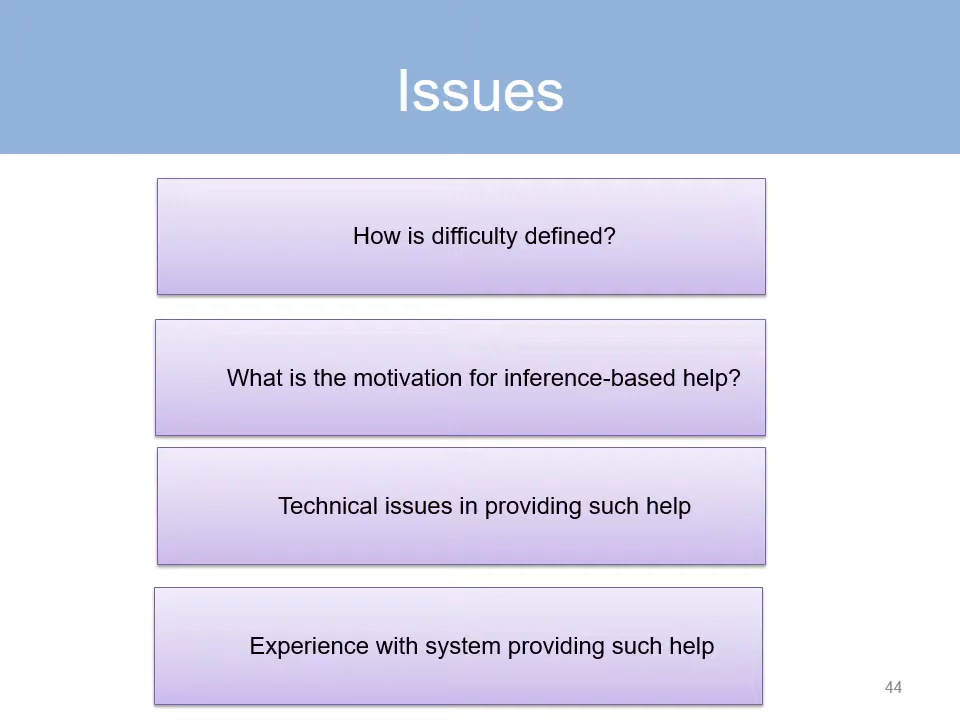 Issues
How is difficulty defined?
What is the motivation for inference-based help?
Technical issues in providing such help
Experience with system providing such help
44